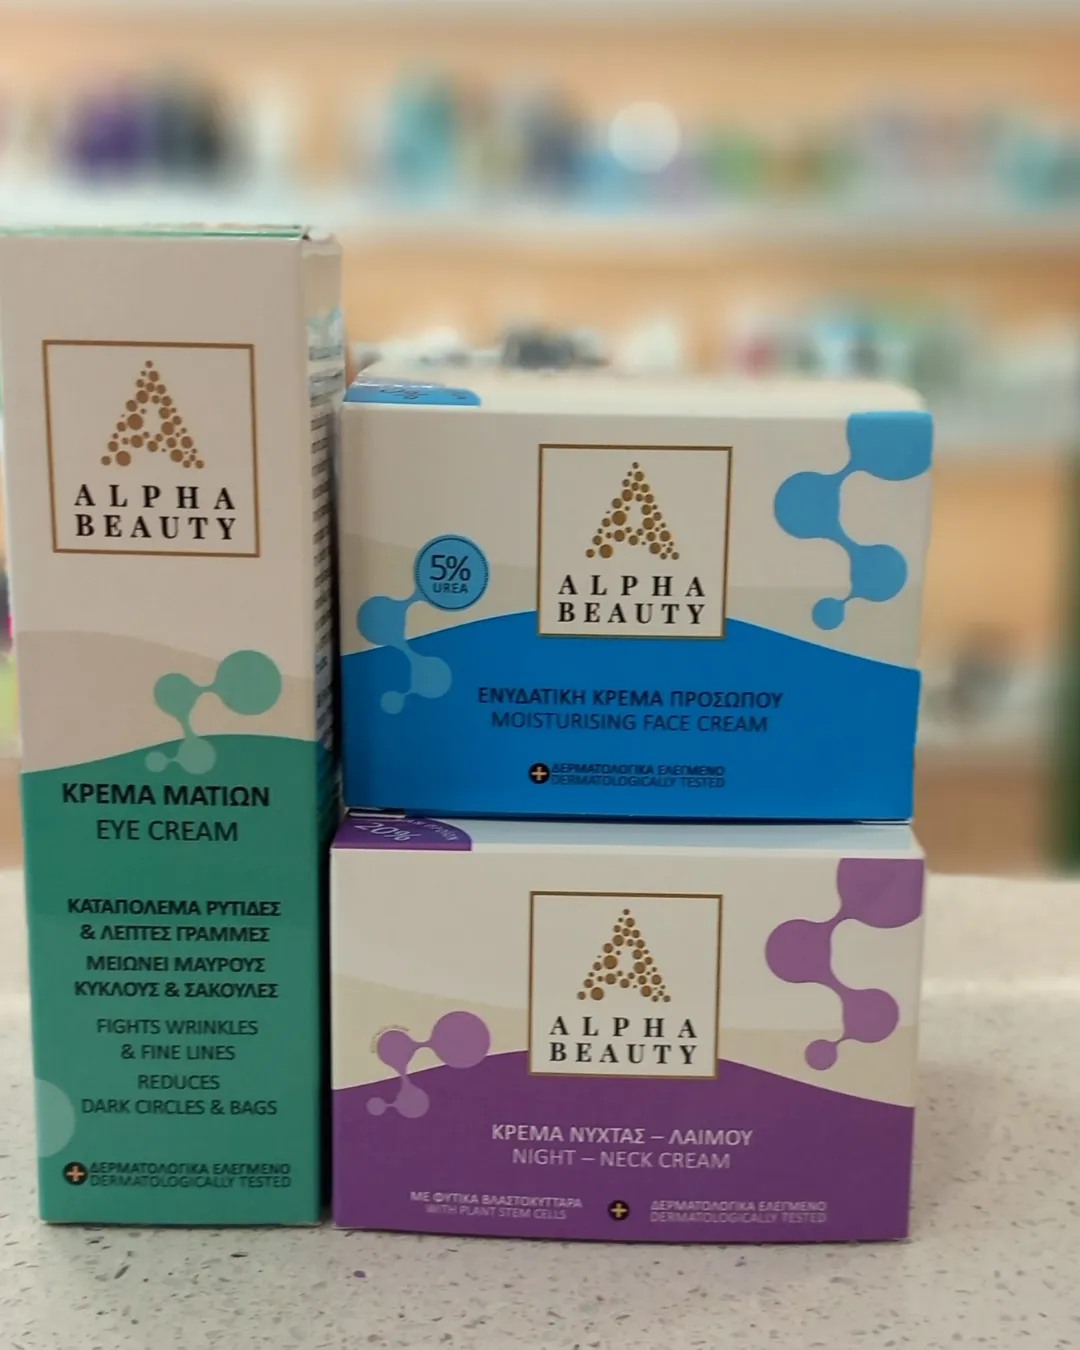 ALPHA
BEAUTY
ΚΡΕΜΑ ΜΑΤΙΩΝ
EYE CREAM
ΚΑΤΑΠΟΛΕΜΑ ΡΥΤΙΔΕΣ
& ΛΕΠΤΕΣ ΓΡΑΜΜΕΣ
ΜΕΙΩΝΕΙ ΜΑΥΡΟΥΣ
ΚΥΚΛΟΥΣ & ΣΑΚΟΥΛΕΣ
FIGHTS WRINKLES
& FINE LINES
REDUCES
DARK CIRCLES & BAGS
ΔΕΡΜΑΤΟΛΟΓΙΚΑ ΕΛΕΓΜΕΝΟ
DERMATOLOGICALLY TESTED
ALPHA
BEAUTY
5%
UREA
ΕΝΥΔΑΤΙΚΗ ΚΡΕΜΑ ΠΡΟΣΩΠΟΥ
MOISTURISING FACE CREAM
ΔΕΡΜΑΤΟΛΟΓΙΚΑ ΕΛΕΓΜΕΝΟ
DERMATOLOGICALLY TESTED
20%
ALPHA
BEAUTY
ΚΡΕΜΑ ΝΥΧΤΑΣ – ΛΑΙΜΟΥ
NIGHT – NECK CREAM
ΜΕ ΦΥΤΙΚΑ ΒΛΑΣΤΟΚΥΤΤΑΡΑ
WITH PLANT STEM CELLS
ΔΕΡΜΑΤΟΛΟΓΙΚΑ ΕΛΕΓΜΕΝΟ
DERMATOLOGICALLY TESTED